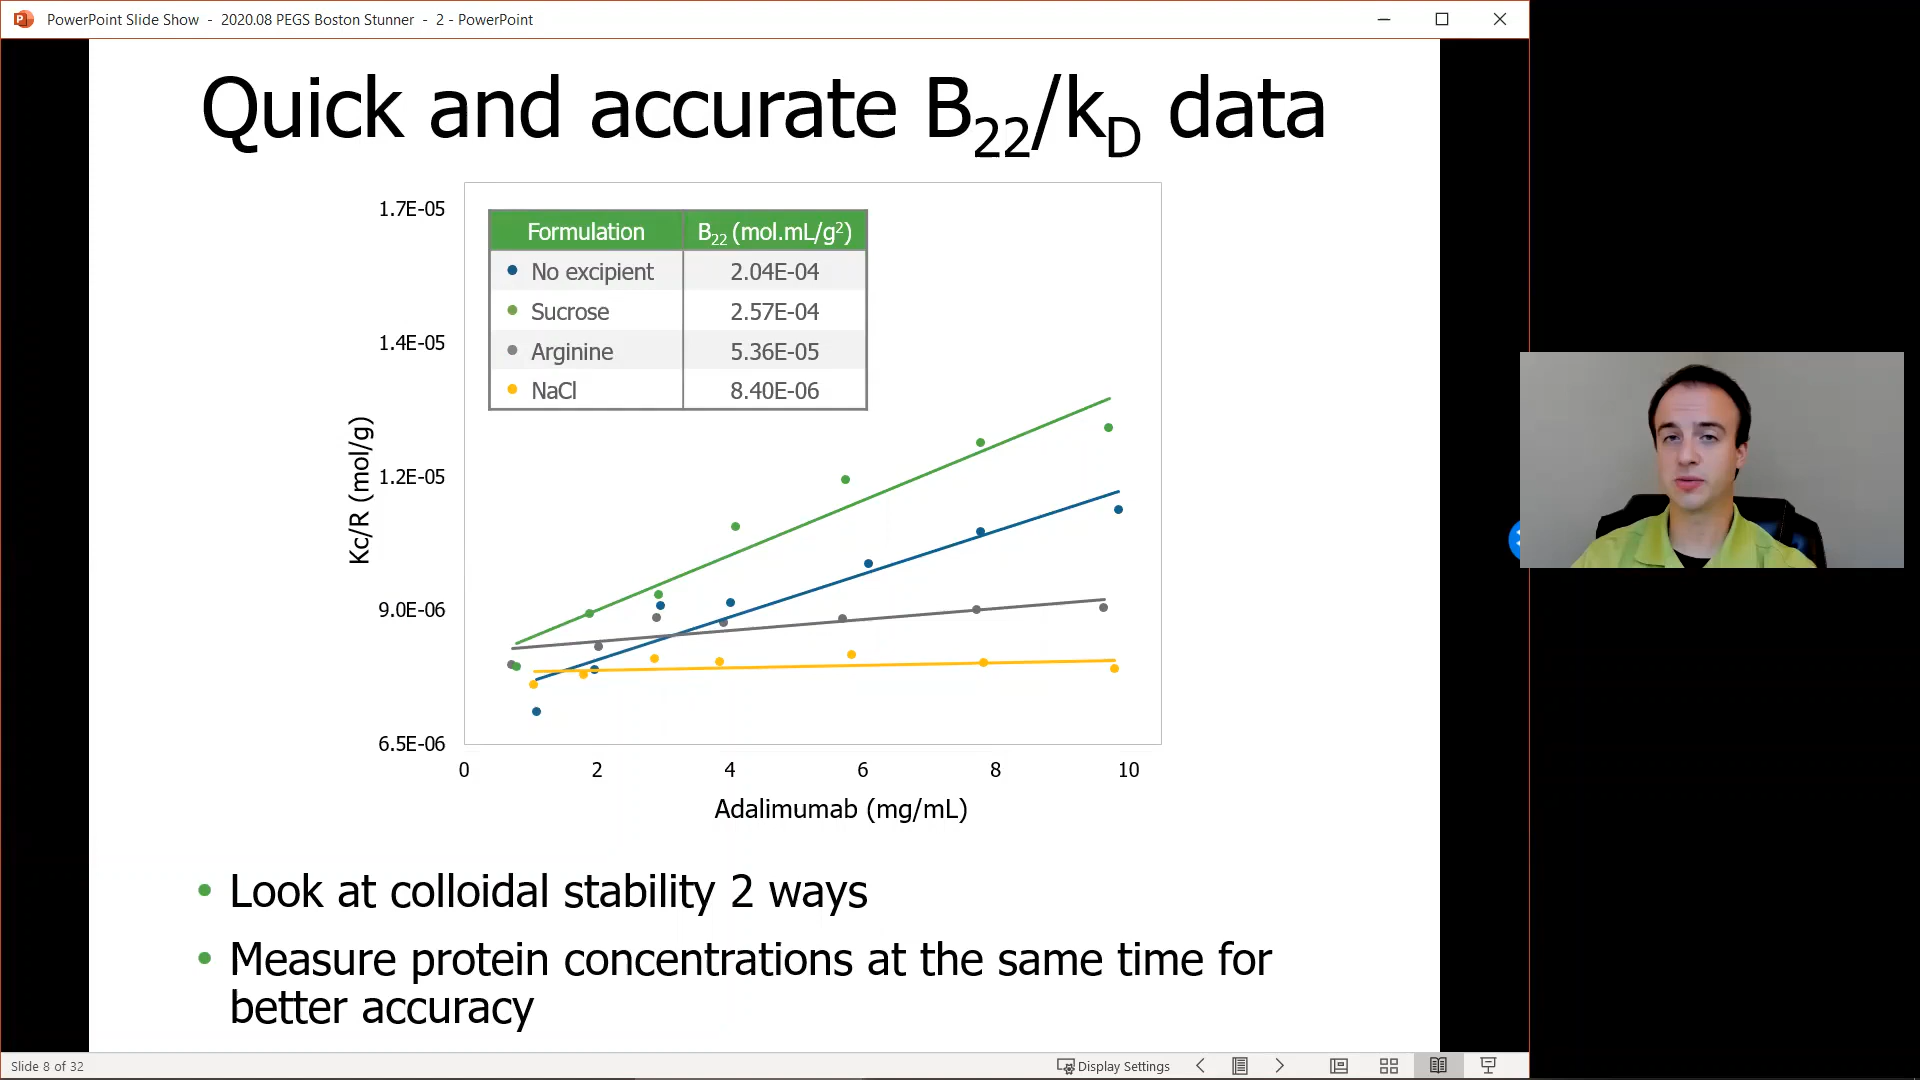 PowerPoint Slide Show - 2020.08 PEGS Boston Stunner - 2 - PowerPoint
Quick and accurate B22/kD data
1.7E-05
1.4E-05
1.2E-05
9.0E-06
6.5E-06
Kc/R (mol/g)
Formulation B22 (mol.mL/g²)
No excipient 2.04E-04
Sucrose 2.57E-04
Arginine 5.36E-05
NaCl 8.40E-06
0 2 4 6 8 10
Adalimumab (mg/mL)
• Look at colloidal stability 2 ways
• Measure protein concentrations at the same time for
better accuracy
Slide 8 of 32
Display Settings